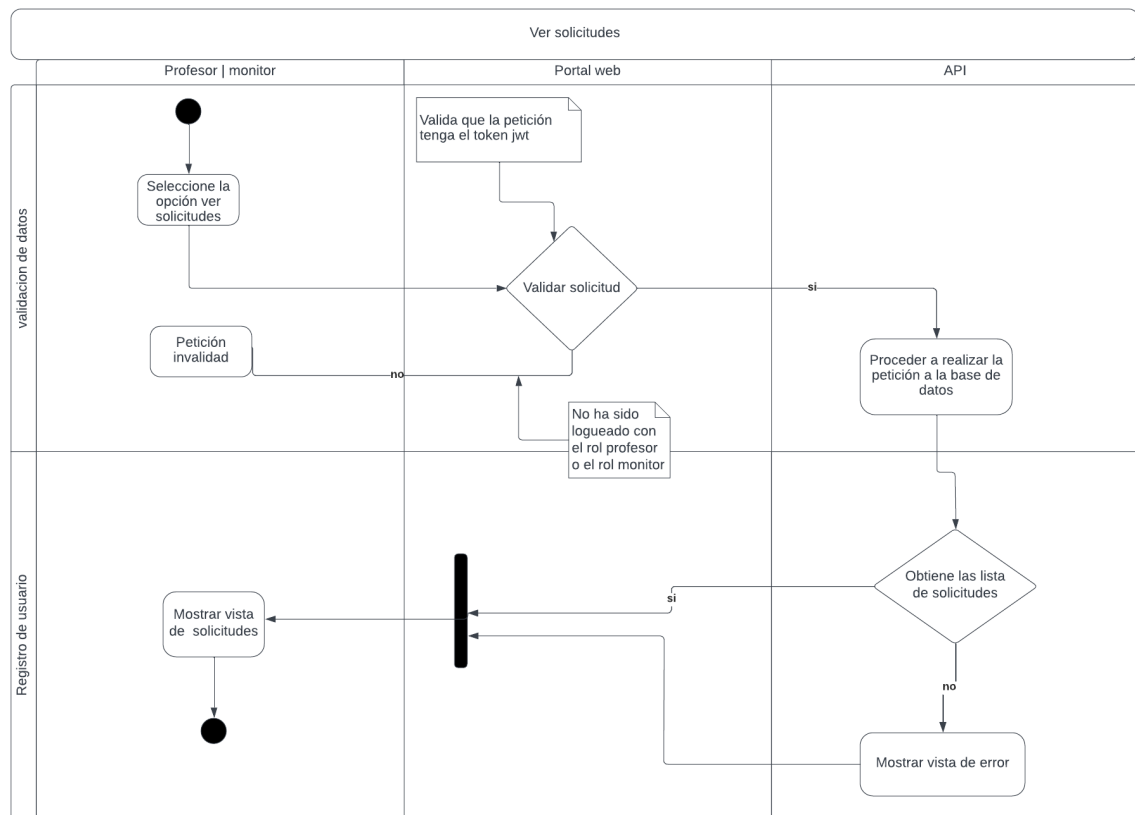 Ver solicitudes
Profesor | monitor
Portal web
API
validacion de datos
Valida que la petición
tenga el token jwt
Seleccione la
opción ver
solicitudes
Validar solicitud
si
Petición
invalidad
no
Proceder a realizar la
petición a la base de
datos
No ha sido
logueado con
el rol profesor
o el rol monitor
Registro de usuario
Obtiene las lista
de solicitudes
si
Mostrar vista
de solicitudes
no
Mostrar vista de error